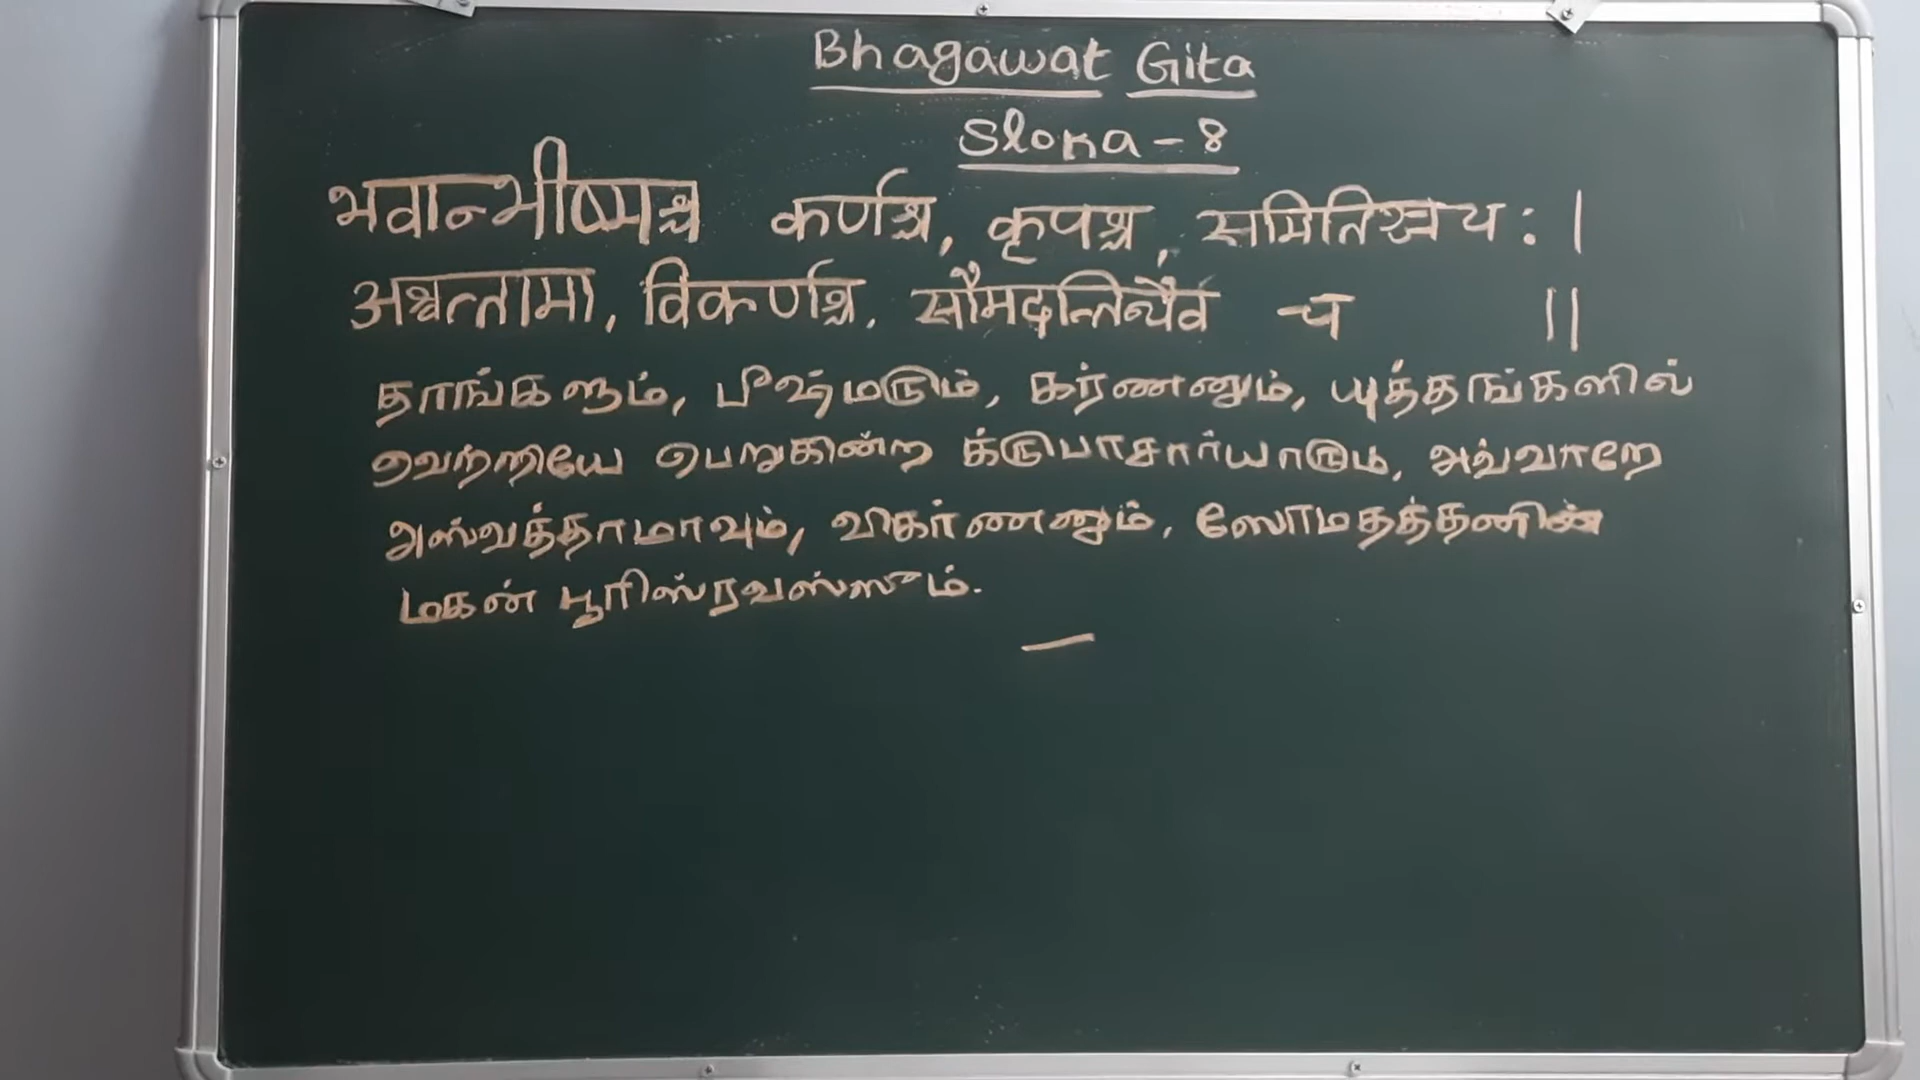 Bhagawat Gita
Sloka - 8
भवान्भीष्मश्च कर्णश्च, कृपश्च, समितिञ्जय: |
अश्वत्तामा, विकर्णश्च, सौमदत्तिस्थैव च ||
தாங்களும், பீஷ்மரும், கர்ணனும், யுத்தங்களில்
வெற்றியே பெறுகின்ற க்ருபாசார்யாரும், அவ்வாறே
அஸ்வத்தாமாவும், விகர்ணனும், ஸோமதத்தனின்
மகன் பூரிஸ்ரவஸ்ஸும்.